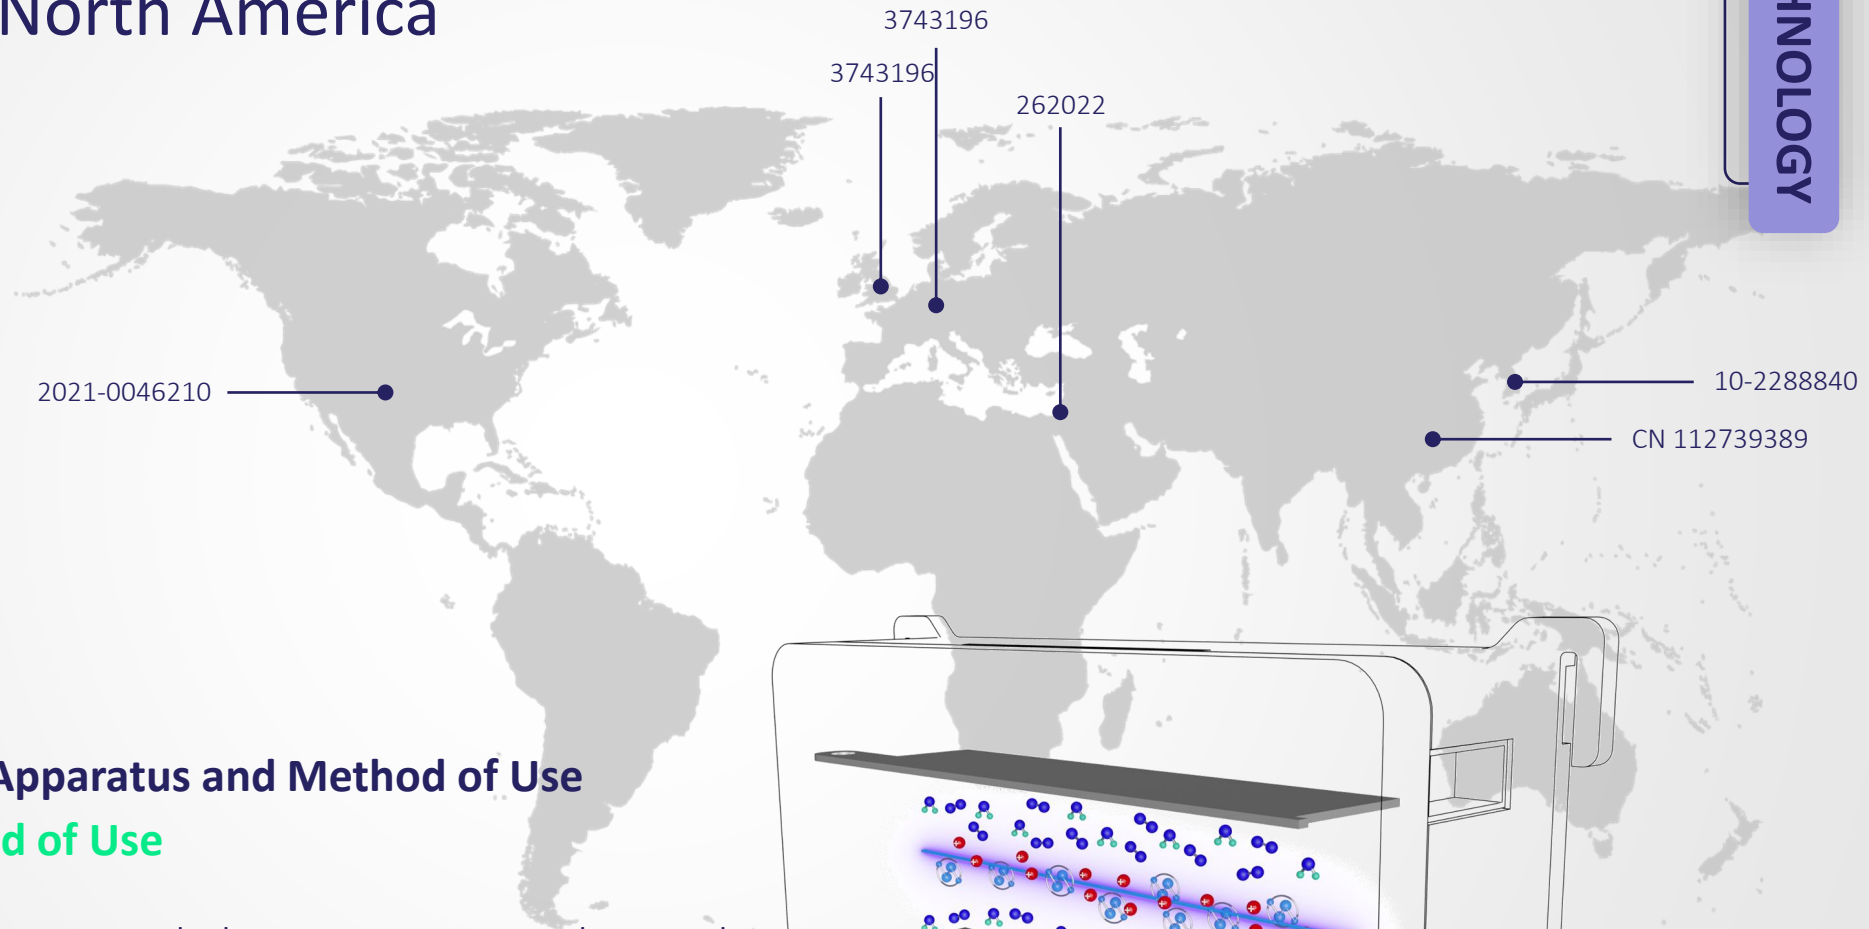 North America
3743196
3743196
262022
2021-0046210
10-2288840
CN 112739389
HNOLOGY
Apparatus and Method of Use
d of Use